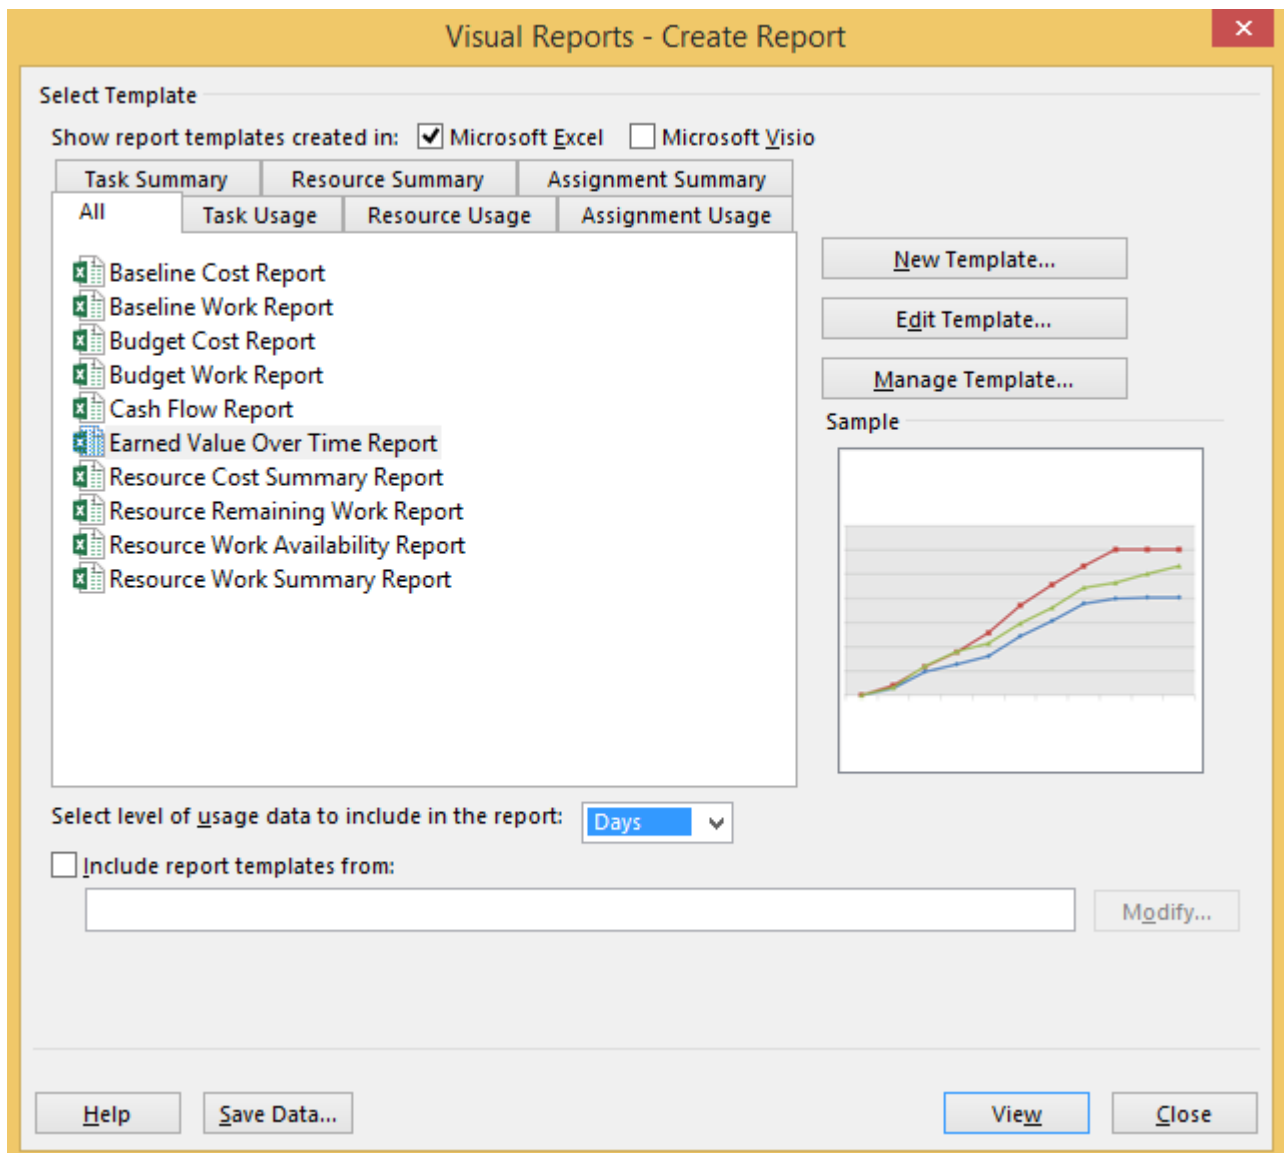 Visual Reports - Create Report
Select Template
Show report templates created in: Microsoft Excel Microsoft Visio
Task Summary Resource Summary Assignment Summary
All Task Usage Resource Usage Assignment Usage
Baseline Cost Report
Baseline Work Report
Budget Cost Report
Budget Work Report
Cash Flow Report
Earned Value Over Time Report
Resource Cost Summary Report
Resource Remaining Work Report
Resource Work Availability Report
Resource Work Summary Report
New Template...
Edit Template...
Manage Template...
Sample
Select level of usage data to include in the report: Days
Include report templates from:
Modify...
Help Save Data... View Close